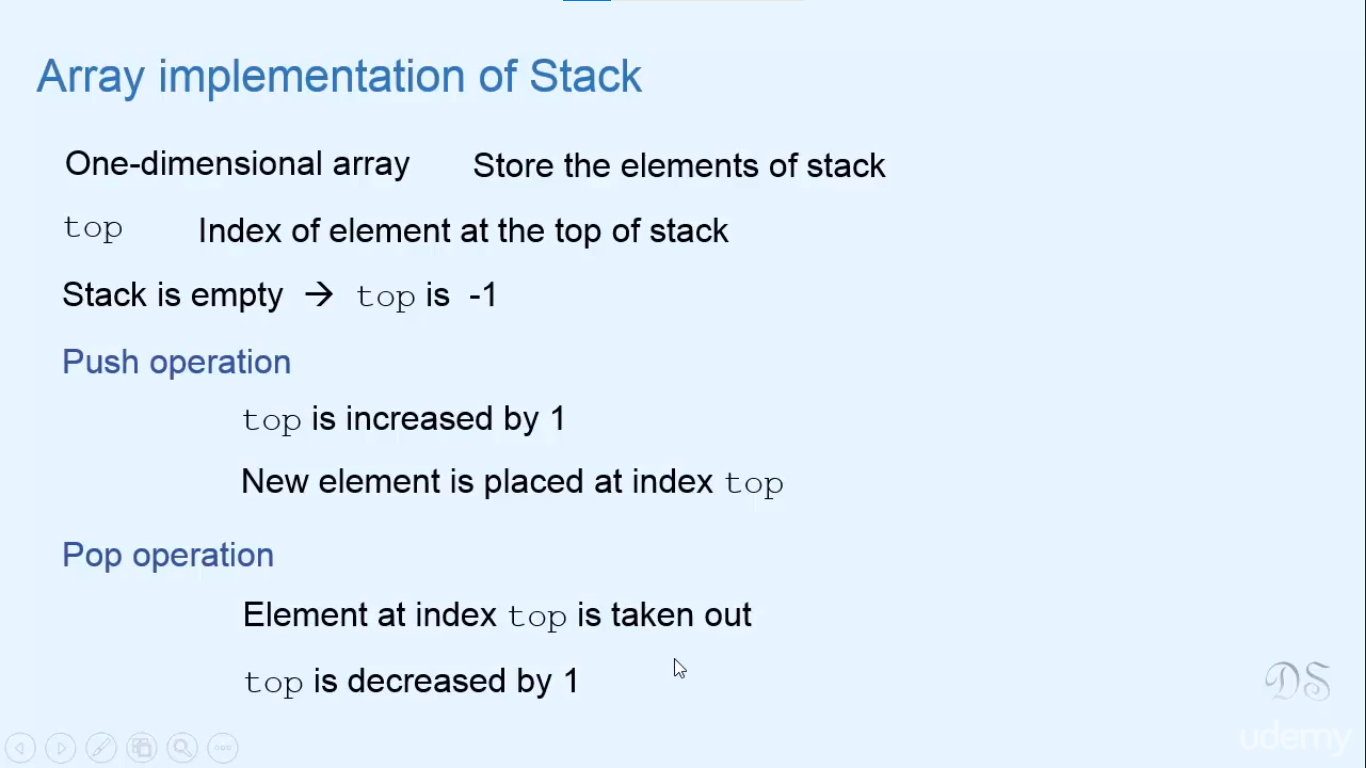 Array implementation of Stack
One-dimensional array Store the elements of stack
top Index of element at the top of stack
Stack is empty → top is -1
Push operation
top is increased by 1
New element is placed at index top
Pop operation
Element at index top is taken out
top is decreased by 1
DS
udemy